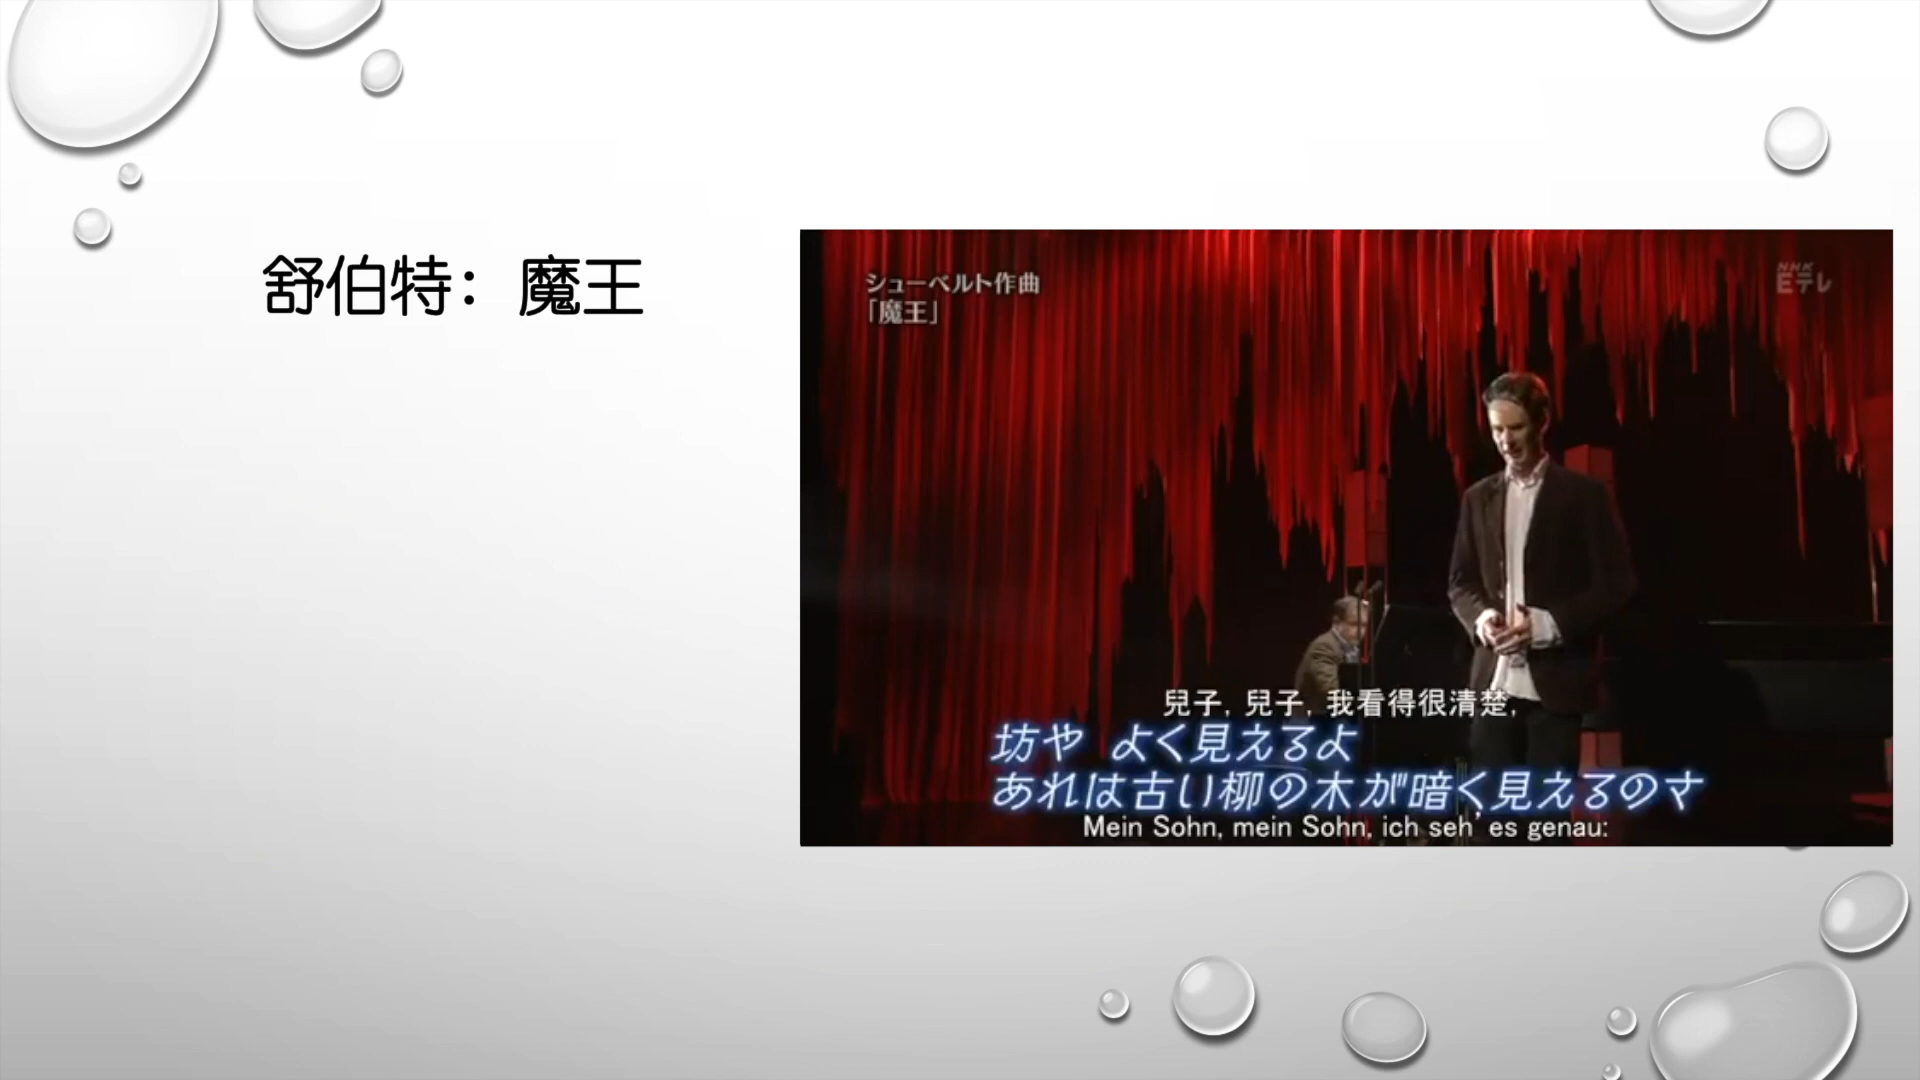 舒伯特：魔王
シューベルト作曲
「魔王」
NHK
Eテレ
兒子, 兒子, 我看得很清楚,
坊や よく見えるよ
あれは古い柳の木が暗く見えるのさ
Mein Sohn, mein Sohn, ich seh' es genau: